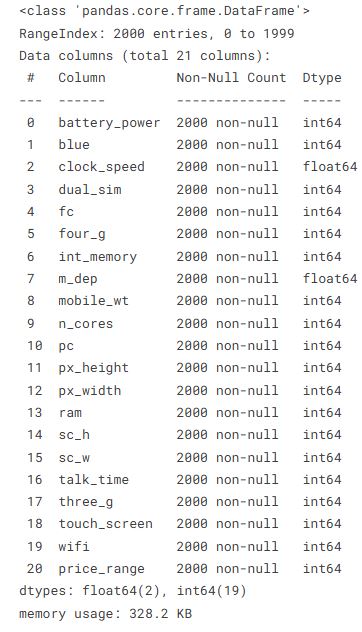 <class 'pandas.core.frame.DataFrame'>
RangeIndex: 2000 entries, 0 to 1999
Data columns (total 21 columns):
 #   Column         Non-Null Count  Dtype
---  ------         --------------  -----
 0   battery_power  2000 non-null   int64
 1   blue           2000 non-null   int64
 2   clock_speed    2000 non-null   float64
 3   dual_sim       2000 non-null   int64
 4   fc             2000 non-null   int64
 5   four_g         2000 non-null   int64
 6   int_memory     2000 non-null   int64
 7   m_dep          2000 non-null   float64
 8   mobile_wt      2000 non-null   int64
 9   n_cores        2000 non-null   int64
 10  pc             2000 non-null   int64
 11  px_height      2000 non-null   int64
 12  px_width       2000 non-null   int64
 13  ram            2000 non-null   int64
 14  sc_h           2000 non-null   int64
 15  sc_w           2000 non-null   int64
 16  talk_time      2000 non-null   int64
 17  three_g        2000 non-null   int64
 18  touch_screen   2000 non-null   int64
 19  wifi           2000 non-null   int64
 20  price_range    2000 non-null   int64
dtypes: float64(2), int64(19)
memory usage: 328.2 KB